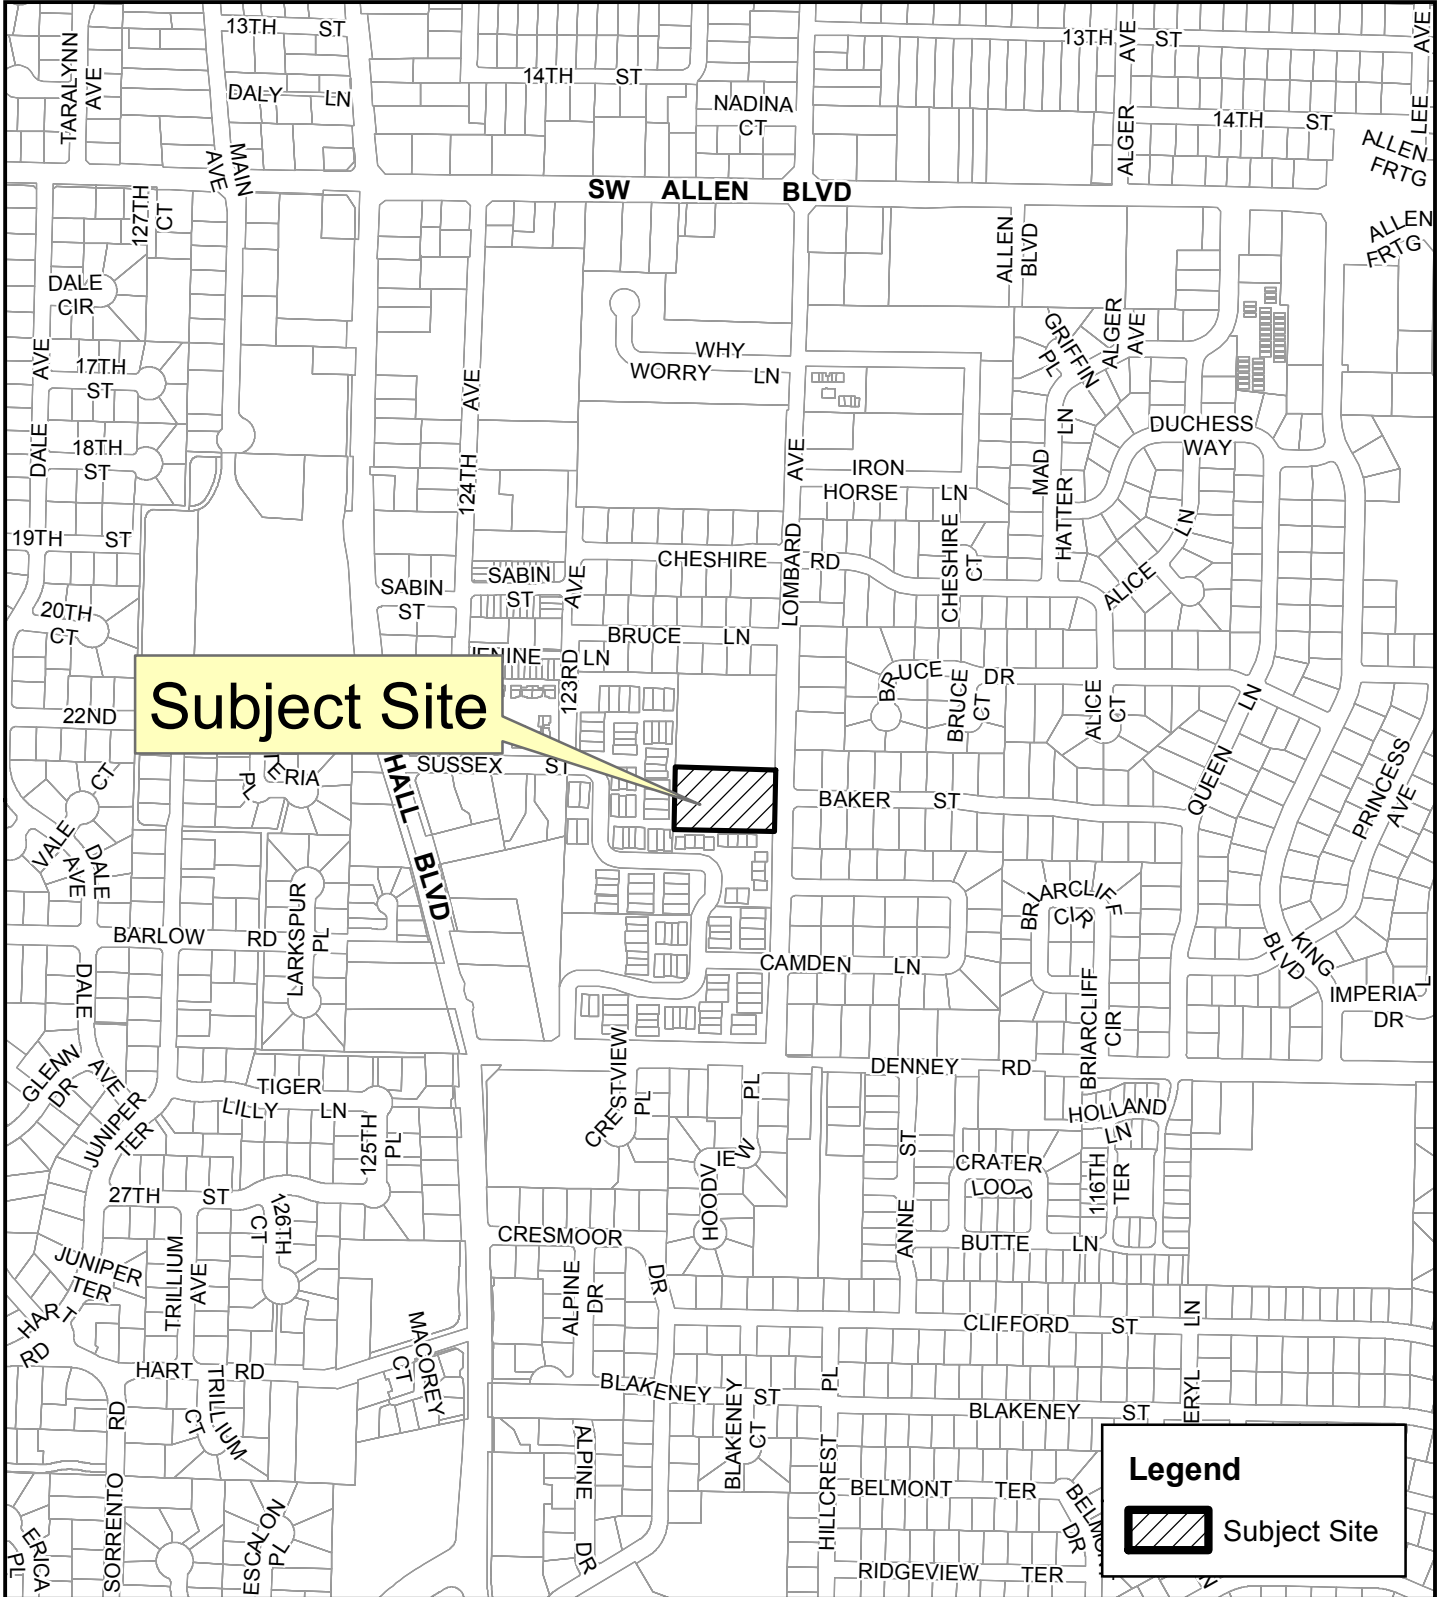 13TH ST
13TH ST
AVE
AVE
TARALYNN AVE
14TH ST
DALY LN
NADINA
CT
14TH ST
ALGER
LEE
ALLEN
FRTG
MAIN
AVE
SW ALLEN BLVD
127TH
CT
ALLEN
BLVD
ALLEN
FRTG
DALE
CIR
GRIFFIN
PL
ALGER
AVE
AVE
17TH
ST
WHY
WORRY LN
AVE
DUCHESS
WAY
DALE
18TH
ST
124TH
AVE
IRON
HORSE LN
MAD
HATTER LN
19TH ST
LOMBARD
CHESHIRE RD
CHESHIRE
CT
ALICE LN
SABIN
ST
SABIN
ST
AVE
20TH
CT
BRUCE LN
LN
123RD
BRUCE DR
BRUCE
CT
ALICE
CT
QUEEN LN
Subject Site
22ND
PL
CT
SUSSEX ST
HALL BLVD
BAKER ST
PRINCESS
AVE
VALE
AVE
DALE
BRIARCLIFF
CIR
LARKSPUR
PL
BARLOW RD
CAMDEN LN
KING
BLVD
IMPERIAL
DR
DALE
AVE
BRIARCLIFF
CIR
DENNEY RD
GLENN
DR
TIGER
LILLY LN
CRESTVIEW
PL
PL
HOODVIEW
HOLLAND
LN
JUNIPER
TER
125TH
PL
ST
ANNE
CRATER
LOOP
116TH
TER
27TH ST
126TH
CT
CRESMOOR
DR
BUTTE LN
JUNIPER
TER
TRILLIUM
AVE
ALPINE
DR
HART
RD
MACOREY
CT
CLIFFORD ST
LN
HART RD
TRILLIUM
CT
BLAKENEY ST
PL
BLAKENEY ST
BLAKENEY
CT
RD
SORRENTO
ALPINE
DR
HILLCREST
BELMONT TER
DR
ERICA
PL
ESCALON
PL
RIDGEVIEW TER
Legend
Subject Site